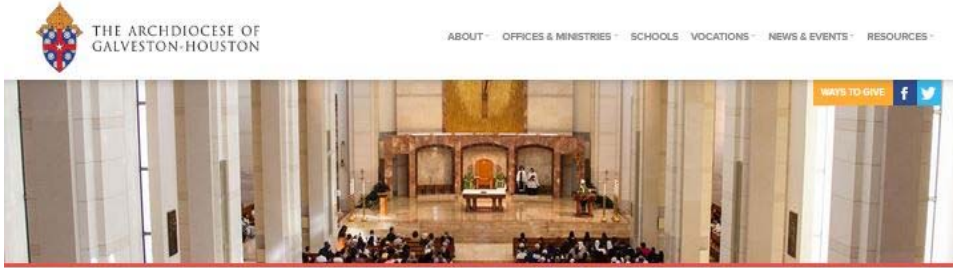 THE ARCHDIOCESE OF
GALVESTON-HOUSTON
ABOUT OFFICES & MINISTRIES SCHOOLS VOCATIONS NEWS & EVENTS RESOURCES
WAYS TO GIVE f